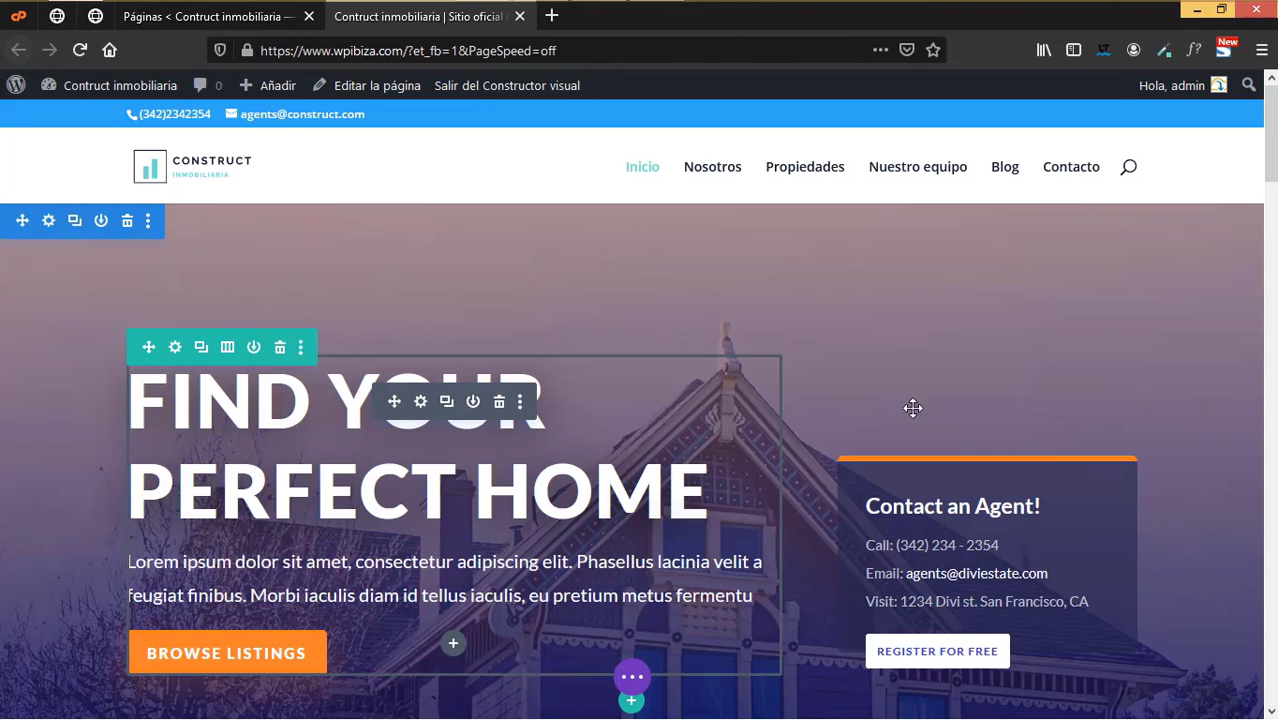 Páginas < Contruct inmobiliaria —
Contruct inmobiliaria | Sitio oficial
https://www.wpibiza.com/?et_fb=1&PageSpeed=off
New
Contruct inmobiliaria
0
Añadir
Editar la página
Salir del Constructor visual
Hola, admin
(342)2342354
agents@construct.com
CONSTRUCT
INMOBILIARIA
Inicio
Nosotros
Propiedades
Nuestro equipo
Blog
Contacto
FIND YOUR
PERFECT HOME
Lorem ipsum dolor sit amet, consectetur adipiscing elit. Phasellus lacinia velit a
feugiat finibus. Morbi iaculis diam id tellus iaculis, eu pretium metus fermentu
BROWSE LISTINGS
Contact an Agent!
Call: (342) 234 - 2354
Email: agents@diviestate.com
Visit: 1234 Divi st. San Francisco, CA
REGISTER FOR FREE